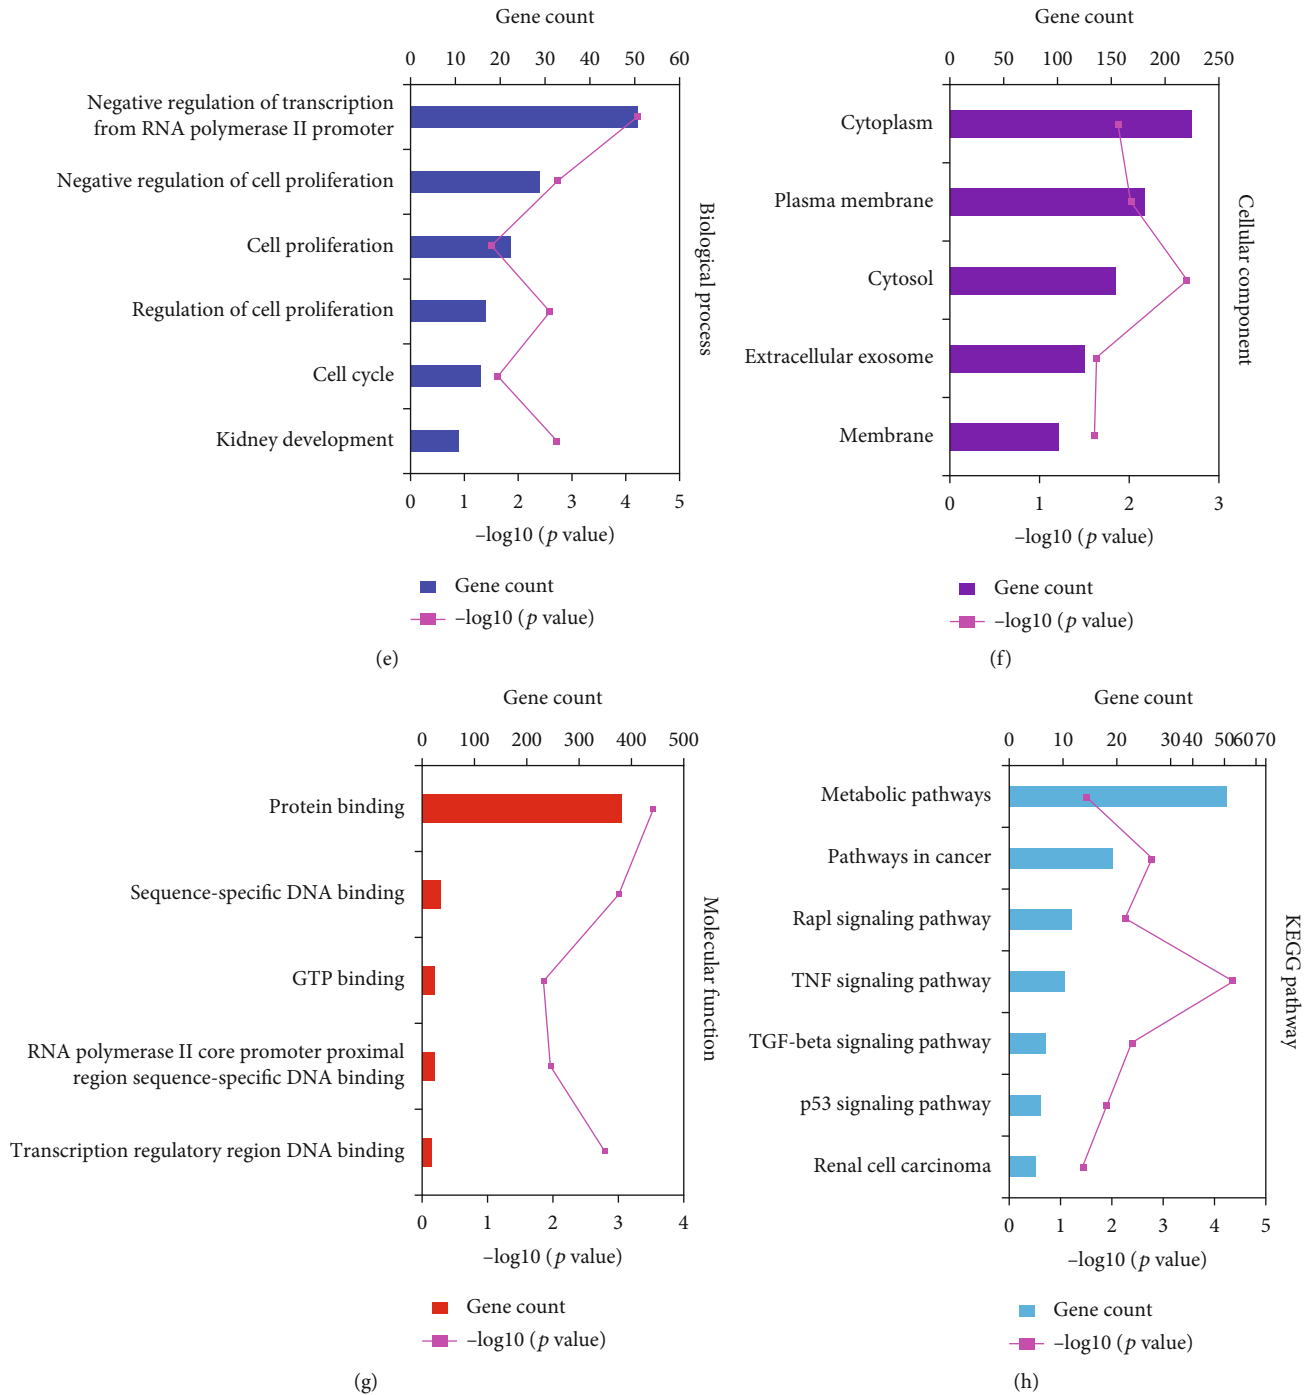 Gene count
0 10 20 30 40 50 60
Negative regulation of transcription
from RNA polymerase II promoter
Negative regulation of cell proliferation
Cell proliferation
Regulation of cell proliferation
Cell cycle
Kidney development
Biological process
0 1 2 3 4 5
–log10 (p value)
Gene count
–log10 (p value)
(e)
Gene count
0 50 100 150 200 250
Cytoplasm
Plasma membrane
Cytosol
Extracellular exosome
Membrane
Cellular component
0 1 2 3
–log10 (p value)
Gene count
–log10 (p value)
(f)
Gene count
0 100 200 300 400 500
Protein binding
Sequence-specific DNA binding
GTP binding
RNA polymerase II core promoter proximal
region sequence-specific DNA binding
Transcription regulatory region DNA binding
Molecular function
0 1 2 3 4
–log10 (p value)
Gene count
–log10 (p value)
(g)
Gene count
0 10 20 30 40 50 60 70
Metabolic pathways
Pathways in cancer
Rapl signaling pathway
TNF signaling pathway
TGF-beta signaling pathway
p53 signaling pathway
Renal cell carcinoma
KEGG pathway
0 1 2 3 4 5
–log10 (p value)
Gene count
–log10 (p value)
(h)